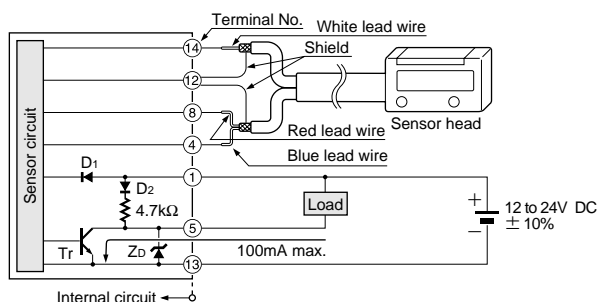 Terminal No.
White lead wire
Shield
14
12
8
4
Red lead wire
Blue lead wire
Sensor head
Sensor circuit
D1
1
D2
4.7kΩ
Load
+
12 to 24V DC
± 10%
−
5
Tr
ZD
100mA max.
13
Internal circuit